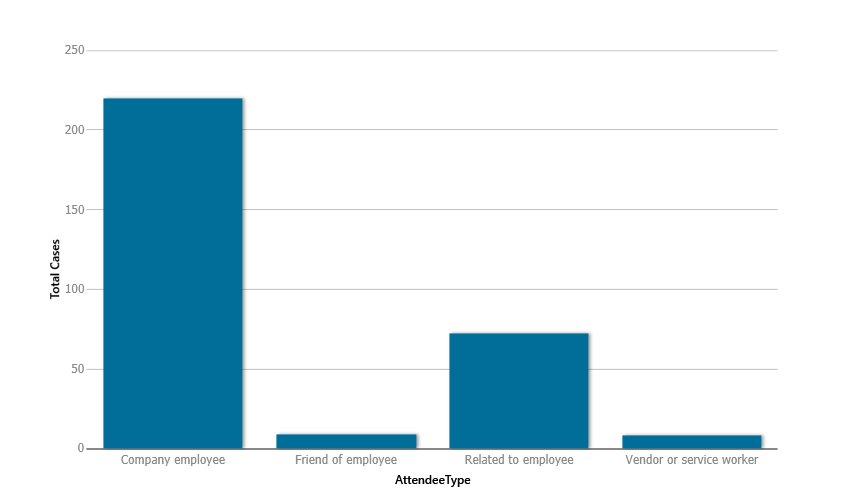 250
200
150
100
50
0
Total Cases
Company employee
Friend of employee
Related to employee
Vendor or service worker
AttendeeType